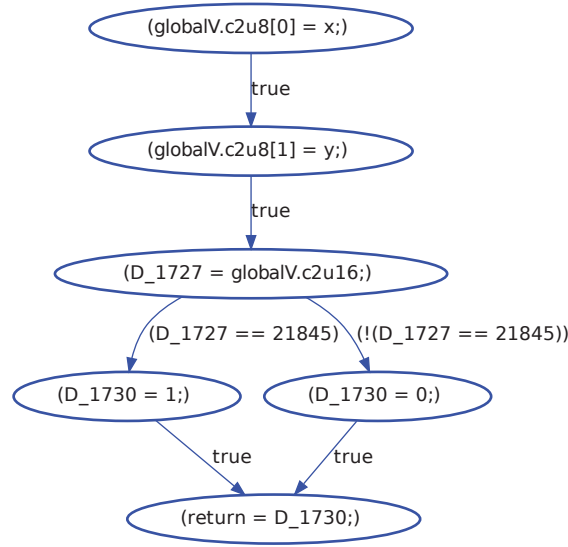 (globalV.c2u8[0] = x;)
true
(globalV.c2u8[1] = y;)
true
(D_1727 = globalV.c2u16;)
(D_1727 == 21845)
(!(D_1727 == 21845))
(D_1730 = 1;)
(D_1730 = 0;)
true
true
(return = D_1730;)